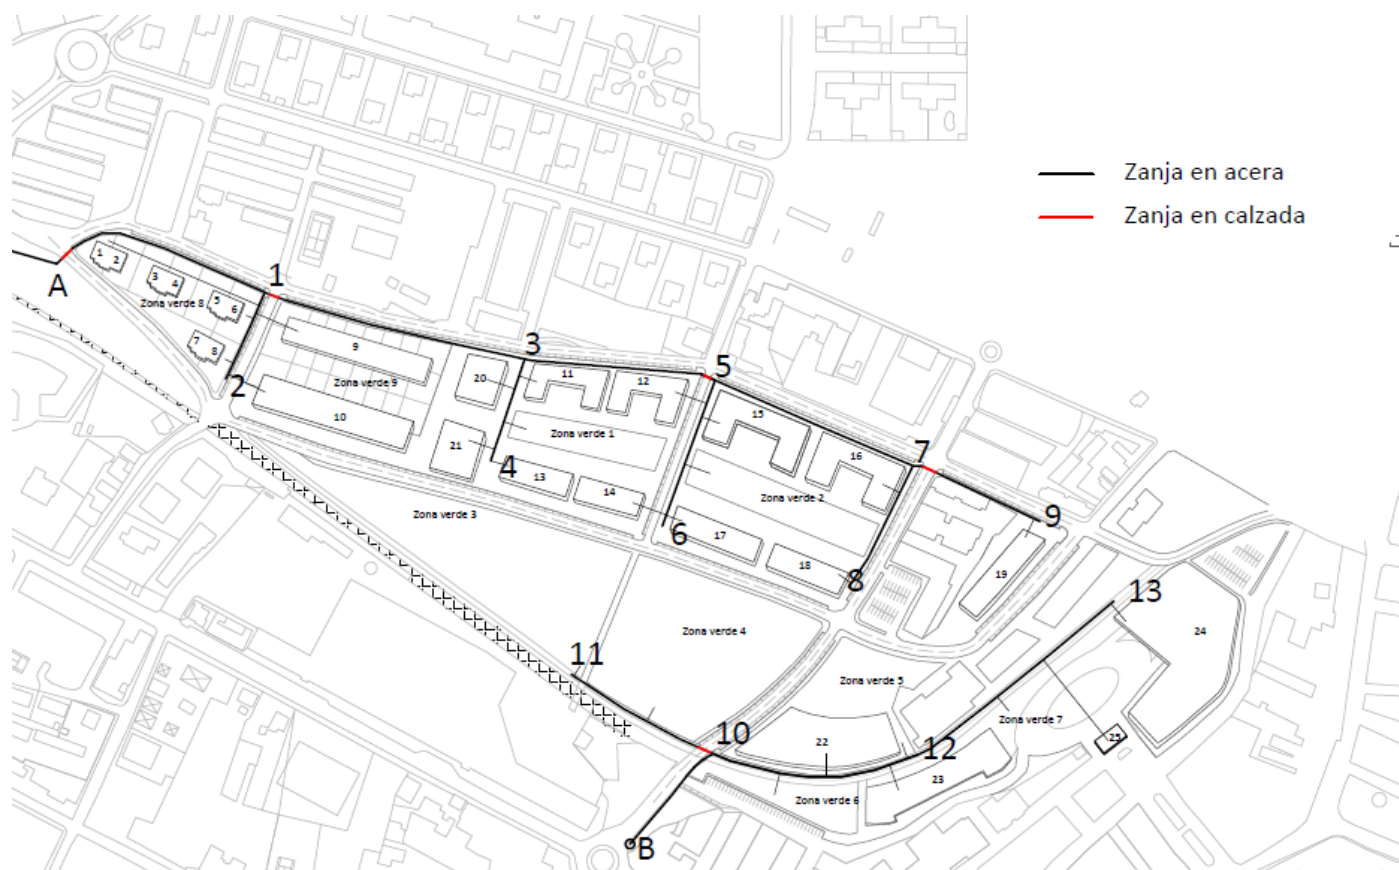 Zanja en acera
Zanja en calzada
A
1
1
2
3
4
5
6
Zona verde 8
7
8
2
9
Zona verde 9
10
3
20
21
11
12
Zona verde 1
4
13
14
Zona verde 3
5
15
16
Zona verde 2
6
17
18
7
8
9
19
Zona verde 4
11
10
B
Zona verde 5
22
12
Zona verde 6
23
Zona verde 7
25
13
24